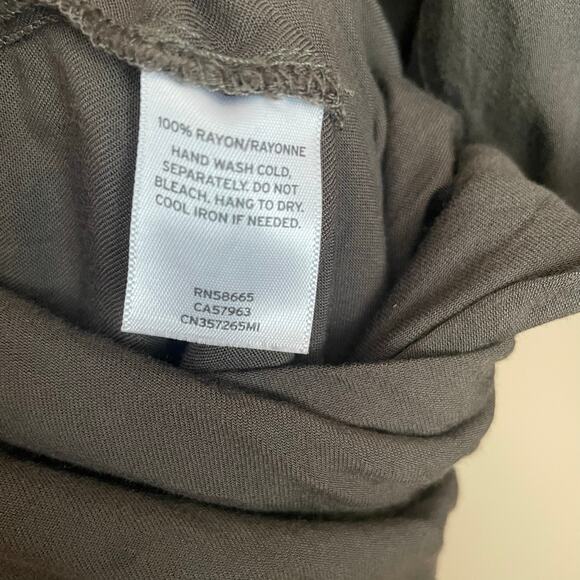 100% RAYON/RAYONNE
HAND WASH COLD,
SEPARATELY. DO NOT
BLEACH. HANG TO DRY.
COOL IRON IF NEEDED.
RN58665
CA57963
CN357265MI